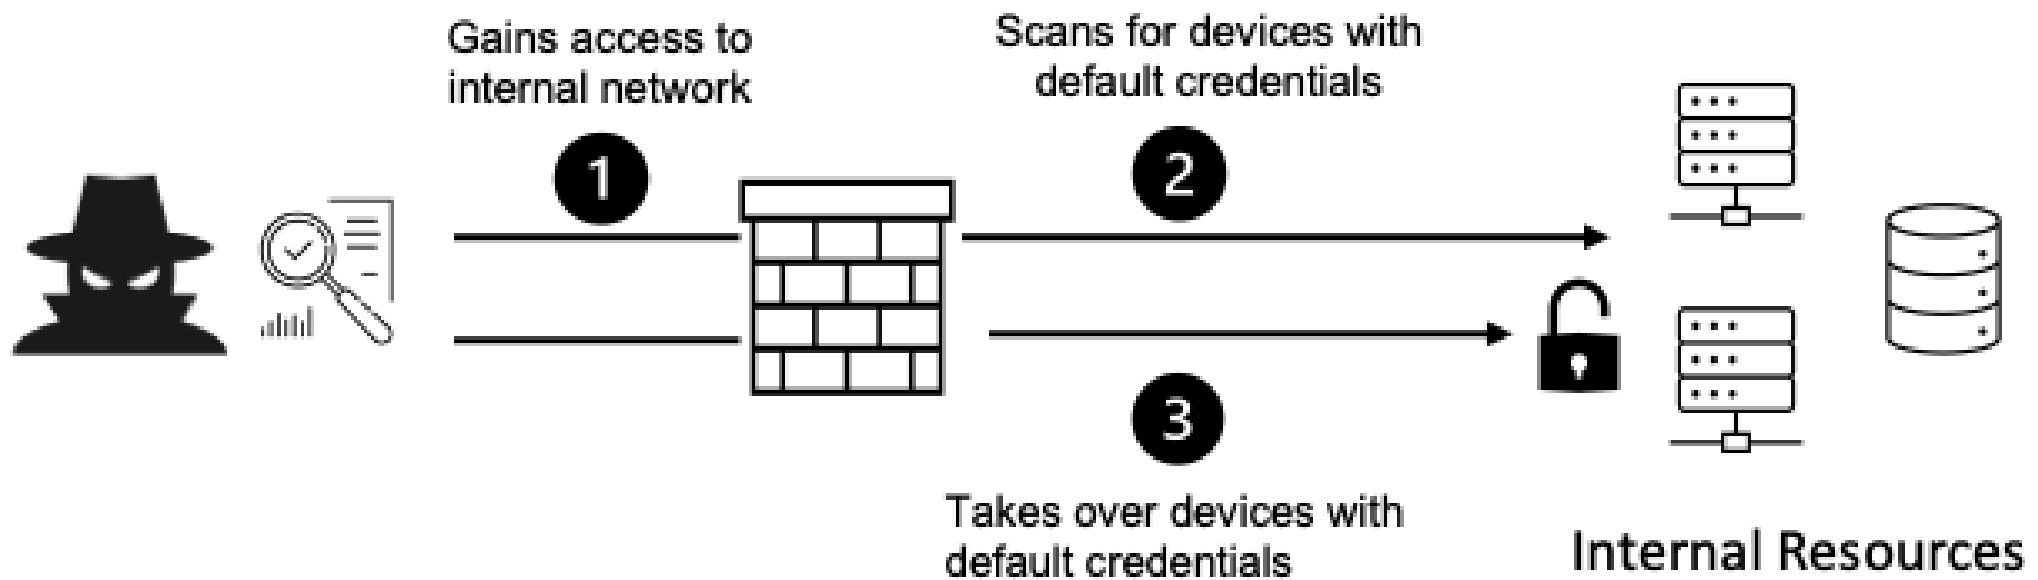 Gains access to
internal network
1
Scans for devices with
default credentials
2
3
Takes over devices with
default credentials
Internal Resources